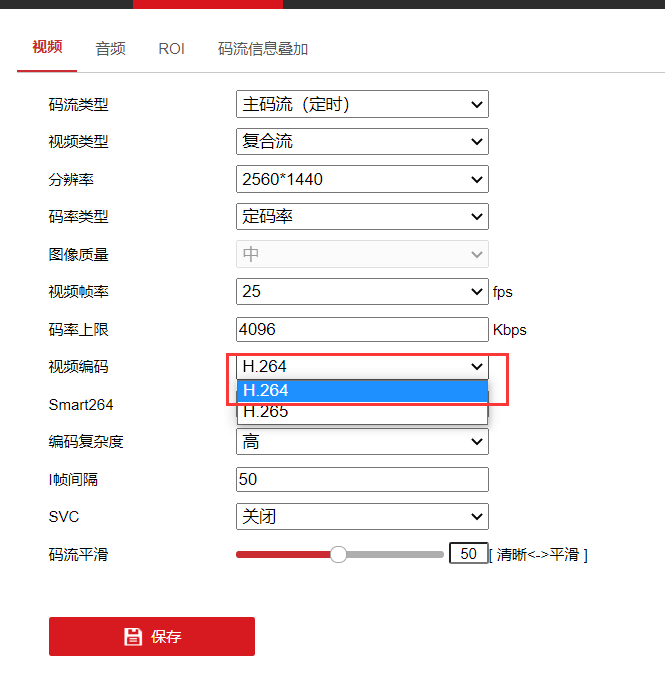 视频 音频 ROI 码流信息叠加
码流类型 主码流（定时）
视频类型 复合流
分辨率 2560*1440
码率类型 定码率
图像质量 中
视频帧率 25 fps
码率上限 4096 Kbps
视频编码 H.264
H.264
Smart264 H.265
编码复杂度 高
I帧间隔 50
SVC 关闭
码流平滑 50 [ 清晰<->平滑 ]
保存